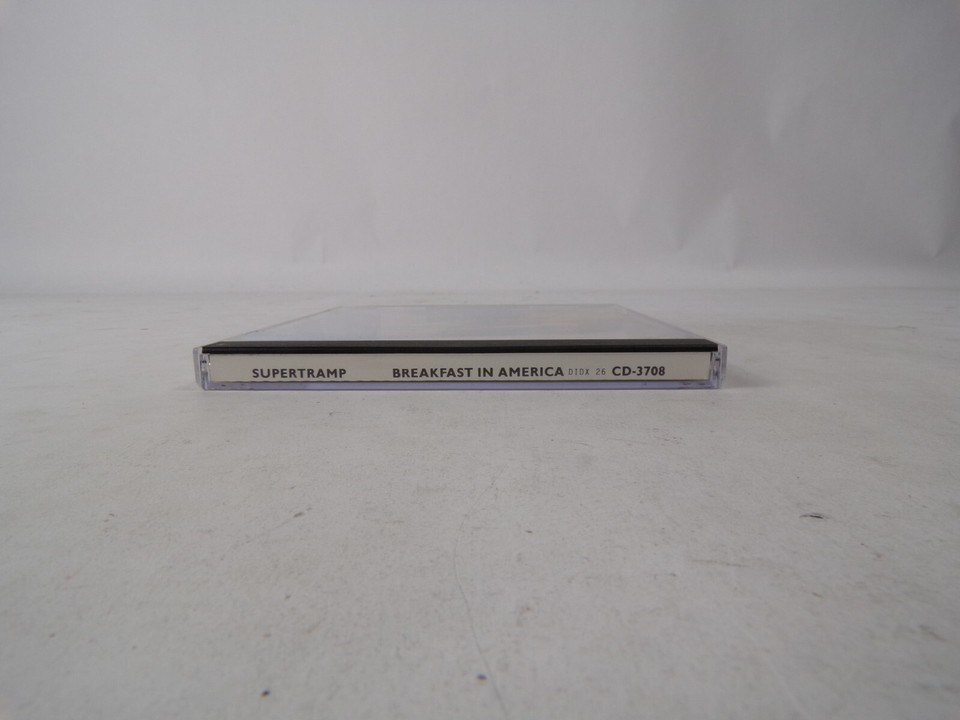 SUPERTRAMP BREAKFAST IN AMERICA DIDX 26 CD-3708